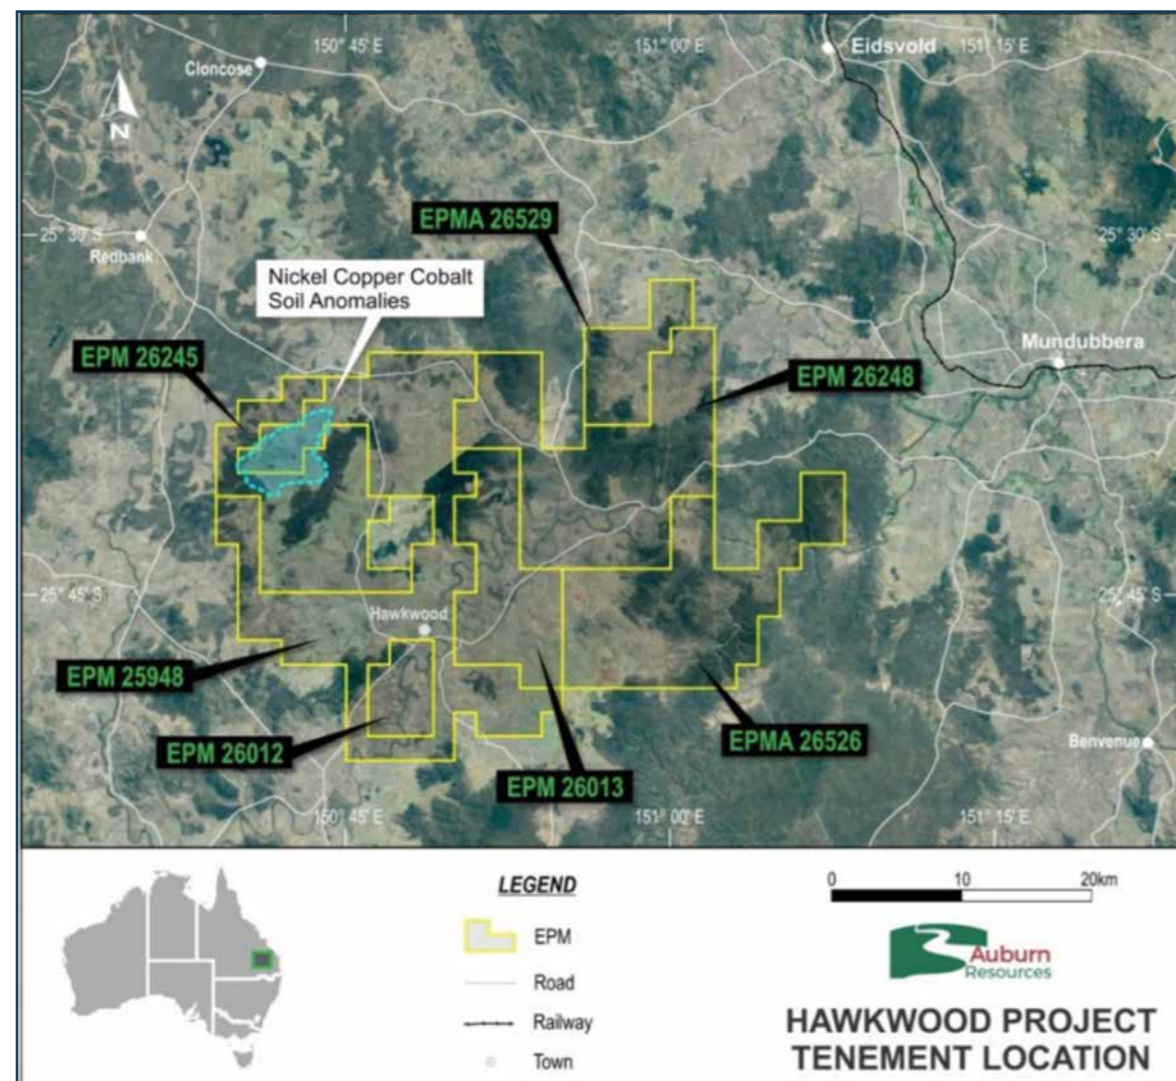 150° 45' E
151° 00' E
Eidsvold
151° 15' E
Cloncose
N
EPMA 26529
25° 30' S
25° 30' S
Redbank
Nickel Copper Cobalt
Soil Anomalies
EPM 26245
Mundubbera
EPM 26248
25° 45' S
25° 45' S
Hawkwood
EPM 25948
EPM 26012
EPMA 26526
Benvenue
EPM 26013
150° 45' E
151° 00' E
151° 15' E
LEGEND
EPM
Road
Railway
Town
0 10 20km
Auburn
Resources
HAWKWOOD PROJECT
TENEMENT LOCATION